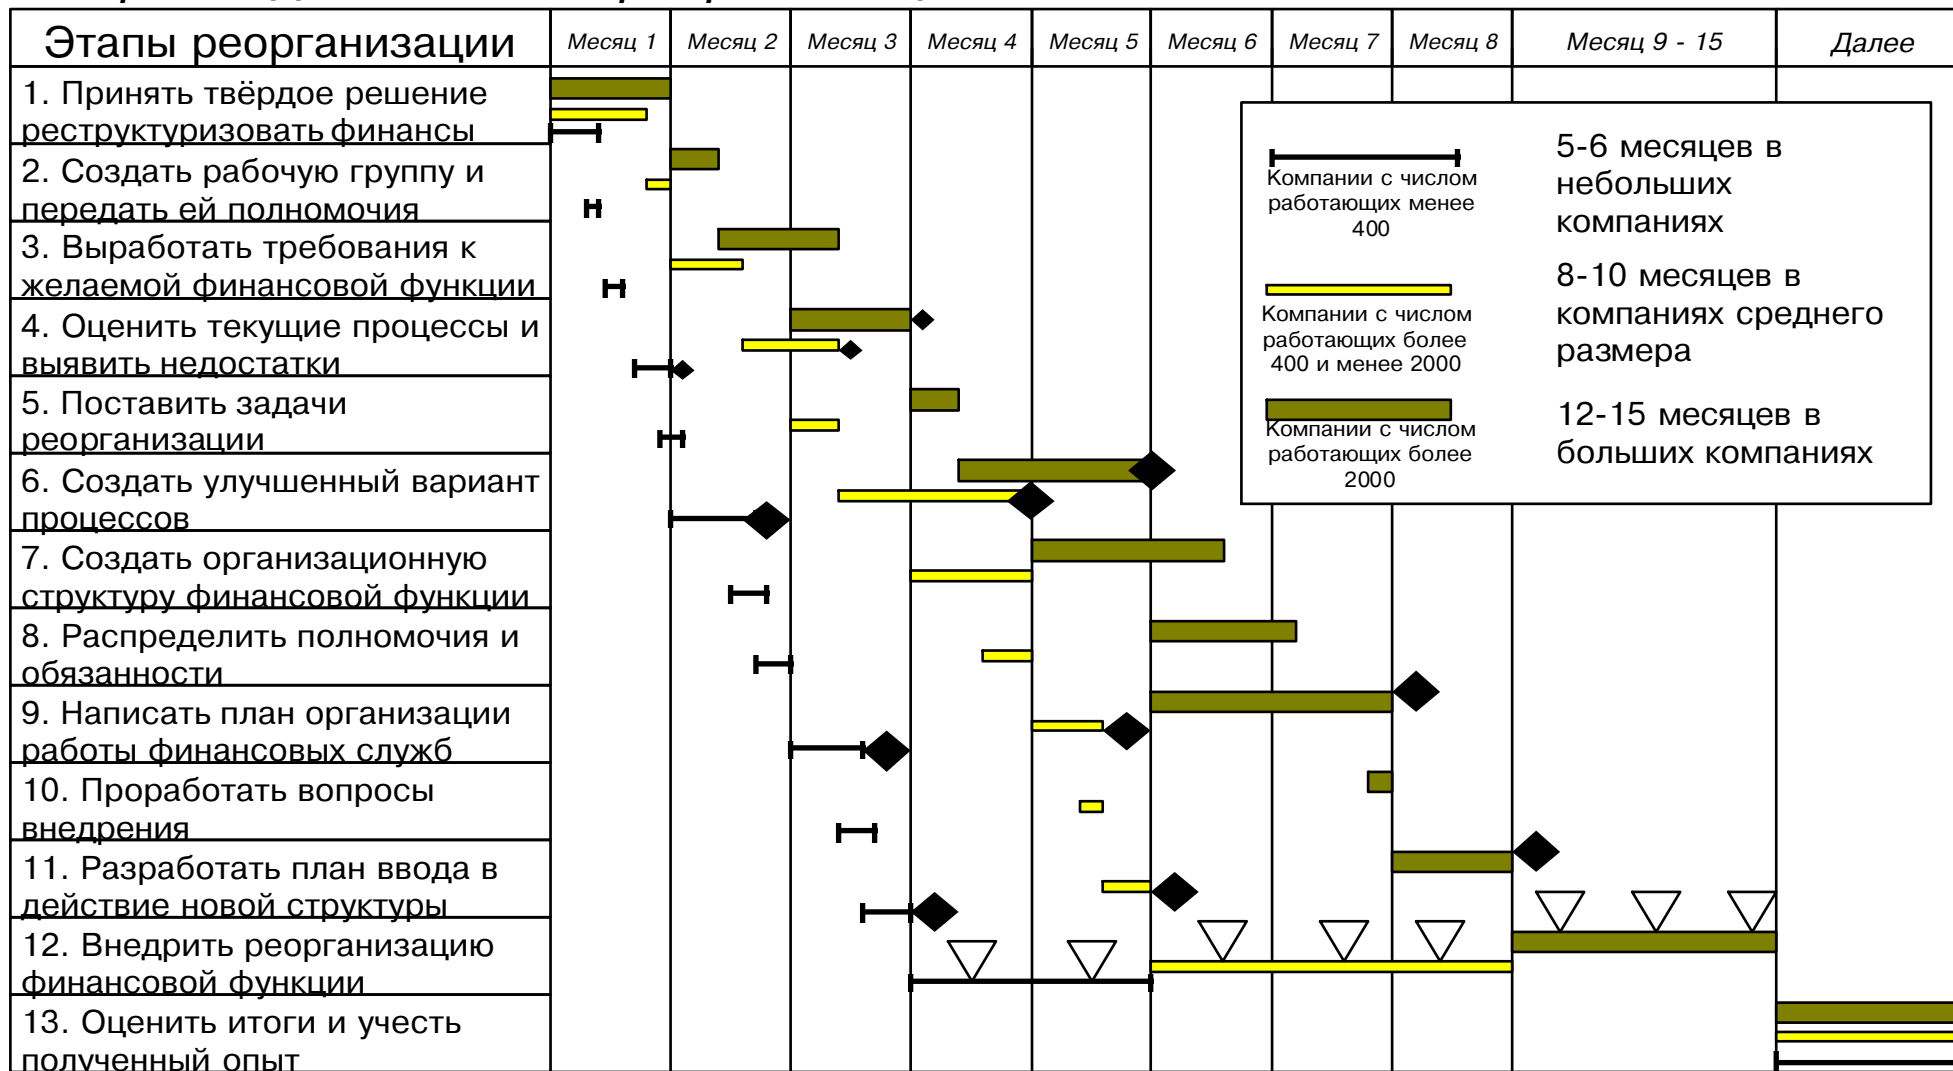 Этапы реорганизации
Месяц 1
Месяц 2
Месяц 3
Месяц 4
Месяц 5
Месяц 6
Месяц 7
Месяц 8
Месяц 9 - 15
Далее
1. Принять твёрдое решение
реструктуризовать финансы
2. Создать рабочую группу и
передать ей полномочия
3. Выработать требования к
желаемой финансовой функции
4. Оценить текущие процессы и
выявить недостатки
5. Поставить задачи
реорганизации
6. Создать улучшенный вариант
процессов
7. Создать организационную
структуру финансовой функции
8. Распределить полномочия и
обязанности
9. Написать план организации
работы финансовых служб
10. Проработать вопросы
внедрения
11. Разработать план ввода в
действие новой структуры
12. Внедрить реорганизацию
финансовой функции
13. Оценить итоги и учесть
полученный опыт
Компании с числом
работающих менее
400
5-6 месяцев в
небольших
компаниях
Компании с числом
работающих более
400 и менее 2000
8-10 месяцев в
компаниях среднего
размера
Компании с числом
работающих более
2000
12-15 месяцев в
больших компаниях